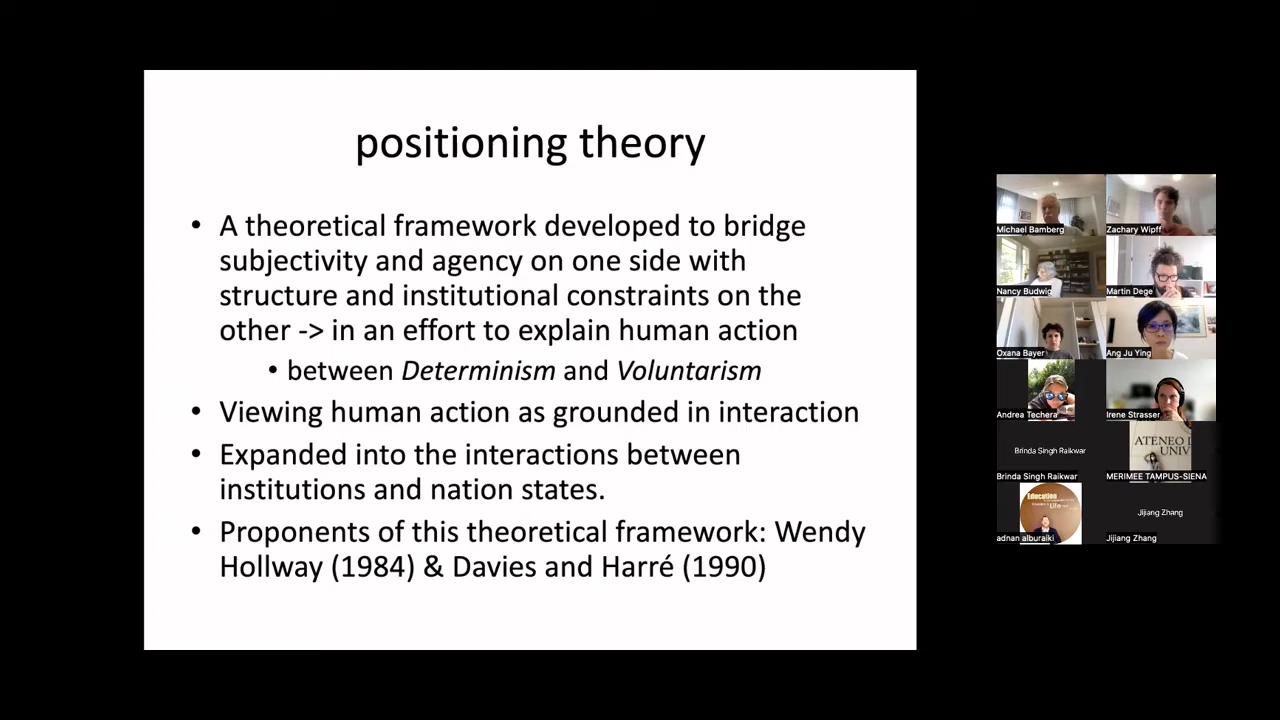 positioning theory
• A theoretical framework developed to bridge
subjectivity and agency on one side with
structure and institutional constraints on the
other -> in an effort to explain human action
• between Determinism and Voluntarism
• Viewing human action as grounded in interaction
• Expanded into the interactions between
institutions and nation states.
• Proponents of this theoretical framework: Wendy
Hollway (1984) & Davies and Harré (1990)
Michael Bamberg
Zachary Wipff
Nancy Budwig
Martin Dege
Oxana Bayer
Ang Ju Ying
Andrea Techera
Irene Strasser
Brinda Singh Raikwar
Brinda Singh Raikwar
ATENEO
UNIV
MERIMEE TAMPUS-SIENA
Education
Life
adnan alburaiki
Jijiang Zhang
Jijiang Zhang